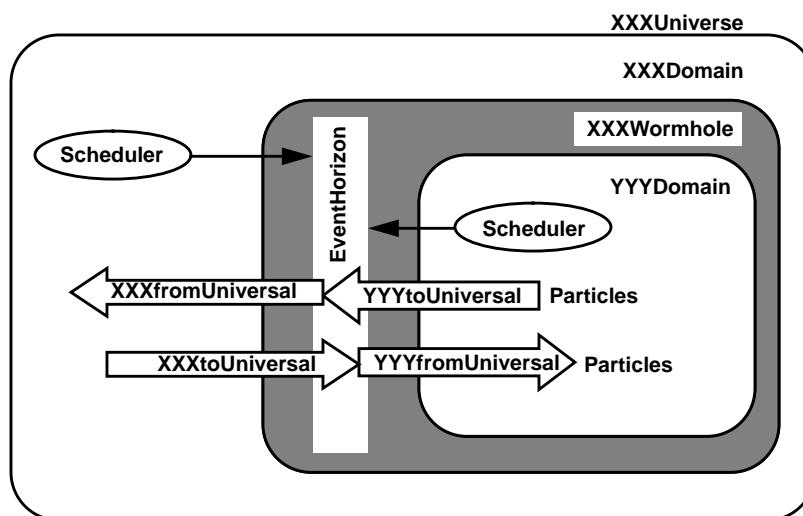 XXXUniverse
XXXDomain
XXXWormhole
Scheduler
EventHorizon
YYYDomain
Scheduler
XXXfromUniversal
YYYtoUniversal
Particles
XXXtoUniversal
YYYfromUniversal
Particles